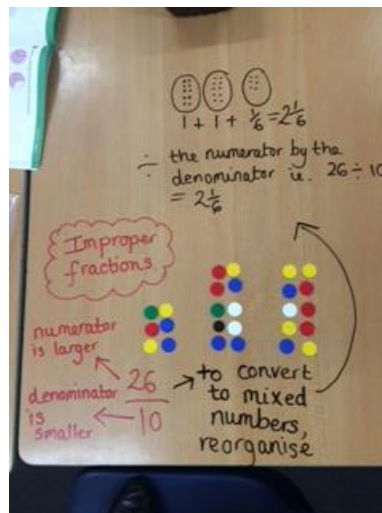 1 + 1 + 1/6 = 2 1/6
÷ the numerator by the
denominator ie. 26÷10
= 2 1/6
Improper
fractions
numerator
is larger
denominator
is
smaller
26
10
to convert
to mixed
numbers,
reorganise